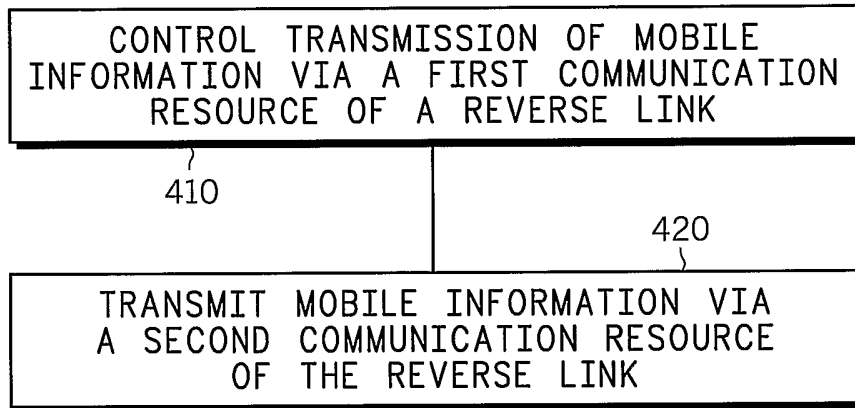 CONTROL TRANSMISSION OF MOBILE
INFORMATION VIA A FIRST COMMUNICATION
RESOURCE OF A REVERSE LINK
410
420
TRANSMIT MOBILE INFORMATION VIA
A SECOND COMMUNICATION RESOURCE
OF THE REVERSE LINK